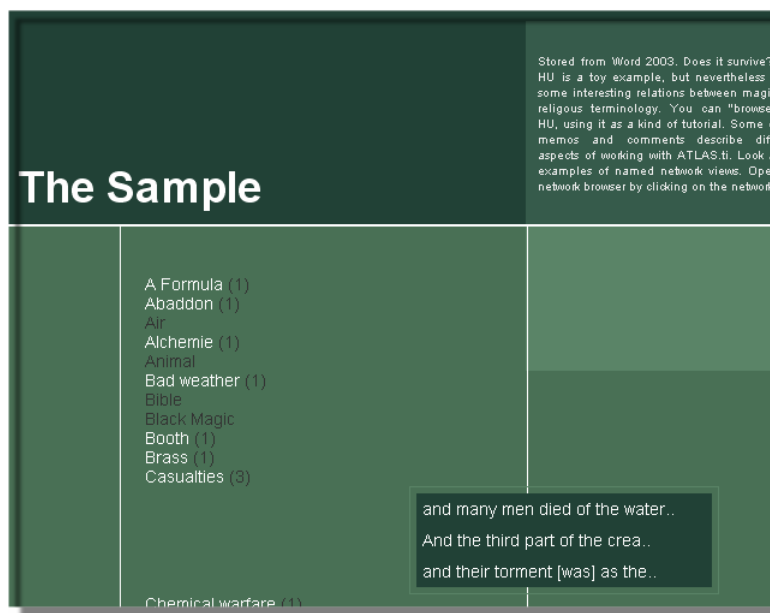 Stored from Word 2003. Does it survive?
HU is a toy example, but nevertheless
some interesting relations between magi
religous terminology. You can "browse
HU, using it as a kind of tutorial. Some
memos and comments describe dif
aspects of working with ATLAS.ti. Look
examples of named network views. Ope
network browser by clicking on the network
The Sample
A Formula (1)
Abaddon (1)
Air
Alchemie (1)
Animal
Bad weather (1)
Bible
Black Magic
Booth (1)
Brass (1)
Casualties (3)
and many men died of the water..
And the third part of the crea..
and their torment [was] as the..
Chemical warfare (1)